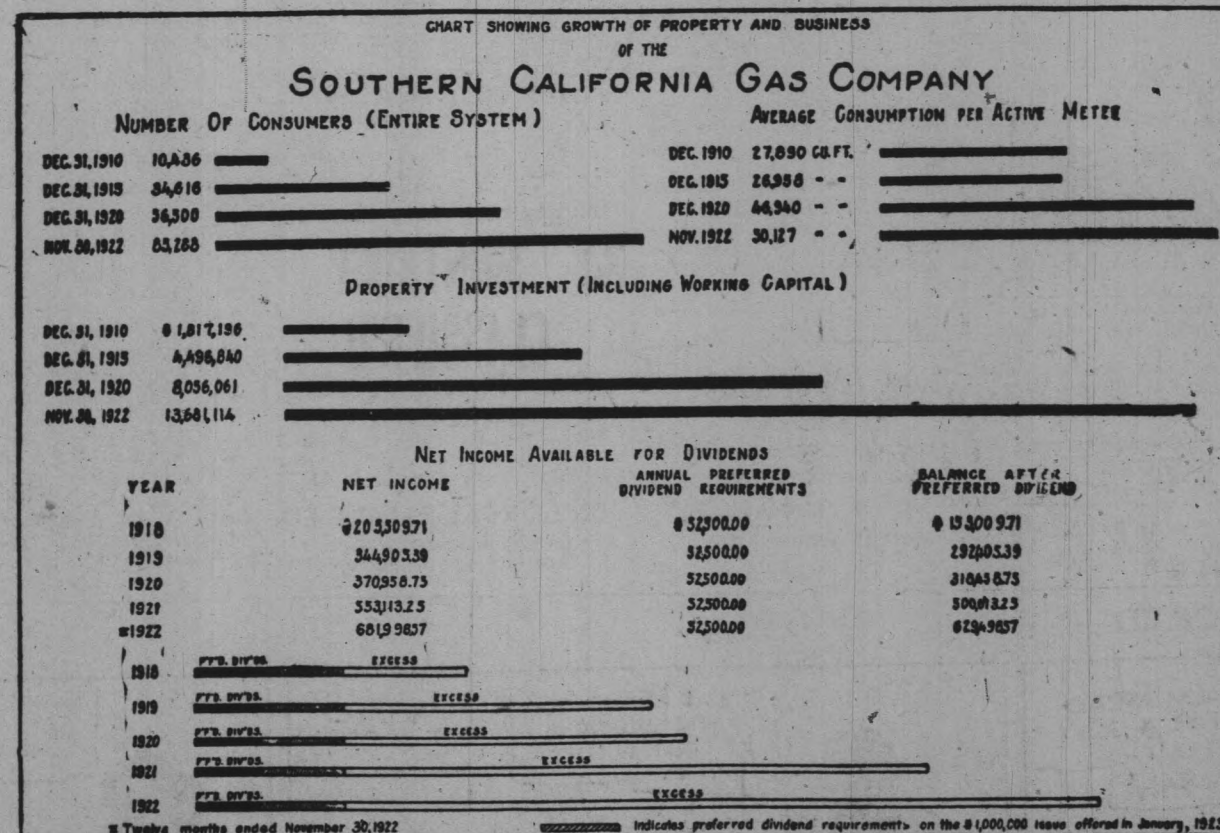 CHART SHOWING GROWTH OF PROPERTY AND BUSINESS
OF THE
SOUTHERN CALIFORNIA GAS COMPANY
NUMBER OF CONSUMERS (ENTIRE SYSTEM)
DEC. 31, 1910 10,436
DEC. 31, 1915 34,616
DEC. 31, 1920 56,500
NOV. 30, 1922 85,288
AVERAGE CONSUMPTION PER ACTIVE METER
DEC. 1910 27,890 CU. FT.
DEC. 1915 26,958 " "
DEC. 1920 46,940 " "
NOV. 1922 50,127 " "
PROPERTY INVESTMENT (INCLUDING WORKING CAPITAL)
DEC. 31, 1910 $1,817,196
DEC. 31, 1915 4,496,840
DEC. 31, 1920 8,056,061
NOV. 30, 1922 13,681,114
NET INCOME AVAILABLE FOR DIVIDENDS
YEAR NET INCOME ANNUAL PREFERRED DIVIDEND REQUIREMENTS BALANCE AFTER PREFERRED DIVIDEND
1918 $205,509.71 $52,500.00 $153,009.71
1919 344,903.39 52,500.00 292,403.39
1920 370,958.75 52,500.00 318,458.75
1921 553,113.25 52,500.00 500,613.25
1922 681,998.57 52,500.00 629,498.57
1918 PF'D. DIV'DS. EXCESS
1919 PF'D. DIV'DS. EXCESS
1920 PF'D. DIV'DS. EXCESS
1921 PF'D. DIV'DS. EXCESS
1922 PF'D. DIV'DS. EXCESS
Twelve months ended November 30, 1922
Indicates preferred dividend requirements on the $1,000,000 issue offered in January, 1923